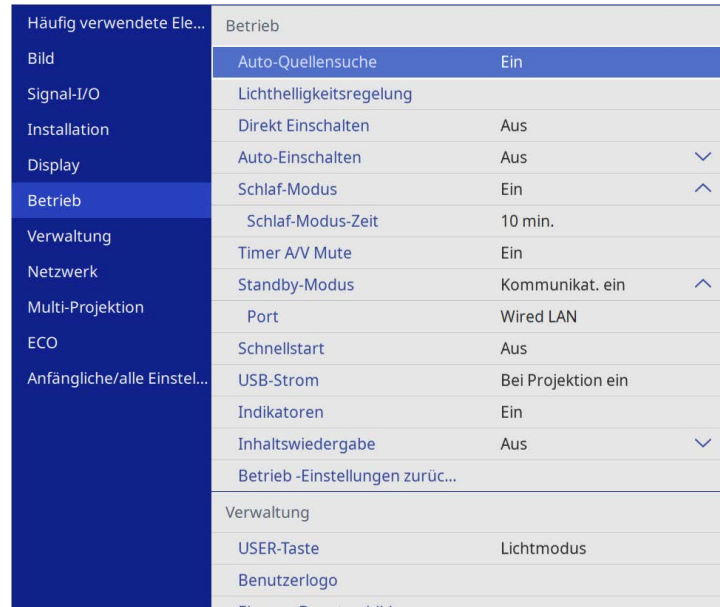 Häufig verwendete Ele...
Bild
Signal-I/O
Installation
Display
Betrieb
Verwaltung
Netzwerk
Multi-Projektion
ECO
Anfängliche/alle Einstel...
Betrieb
Auto-Quellensuche Ein
Lichthelligkeitsregelung
Direkt Einschalten Aus
Auto-Einschalten Aus
Schlaf-Modus Ein
Schlaf-Modus-Zeit 10 min.
Timer A/V Mute Ein
Standby-Modus Kommunikat. ein
Port Wired LAN
Schnellstart Aus
USB-Strom Bei Projektion ein
Indikatoren Ein
Inhaltswiedergabe Aus
Betrieb -Einstellungen zurüc...
Verwaltung
USER-Taste Lichtmodus
Benutzerlogo